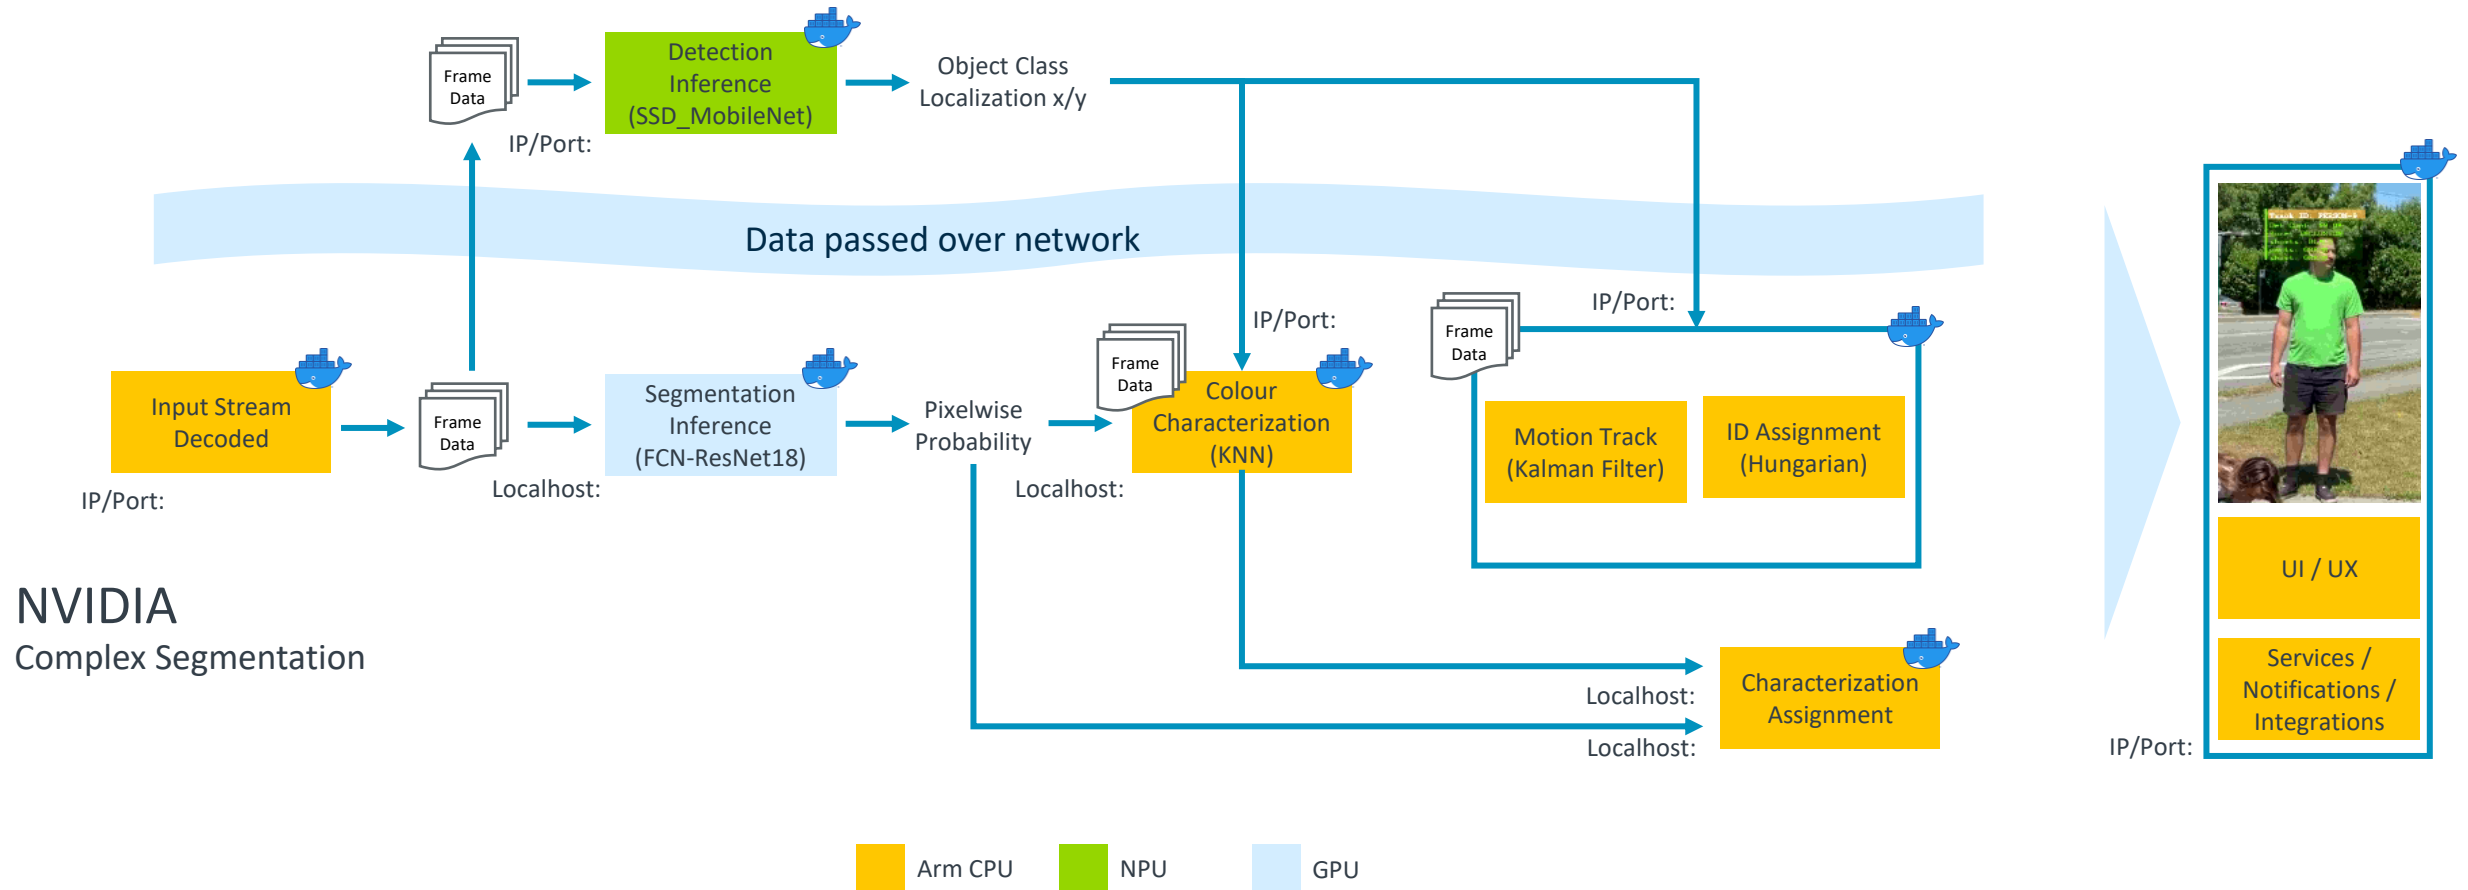 Frame
Data
Detection
Inference
(SSD_MobileNet)
Object Class
Localization x/y
IP/Port:
Data passed over network
IP/Port:
IP/Port:
Frame
Data
Frame
Data
Input Stream
Decoded
IP/Port:
Frame
Data
Localhost:
Segmentation
Inference
(FCN-ResNet18)
Pixelwise
Probability
Localhost:
Colour
Characterization
(KNN)
Motion Track
(Kalman Filter)
ID Assignment
(Hungarian)
NVIDIA
Complex Segmentation
Localhost:
Localhost:
Characterization
Assignment
Track ID: PERSON-
UI / UX
Services /
Notifications /
Integrations
IP/Port:
Arm CPU
NPU
GPU